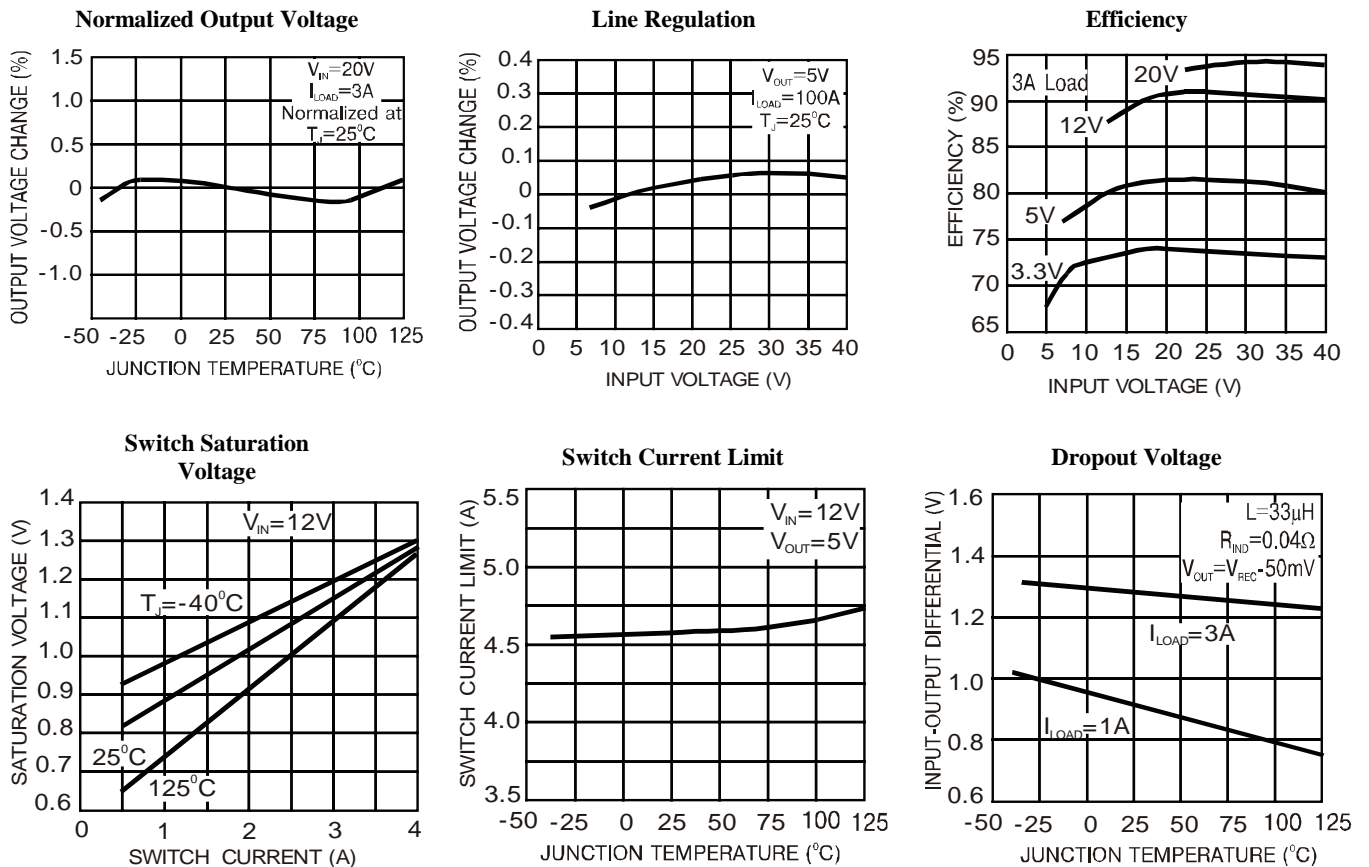 Normalized Output Voltage
OUTPUT VOLTAGE CHANGE (%)
1.5
1.0
0.5
0
-0.5
-1.0
V_IN=20V
I_LOAD=3A
Normalized at
T_J=25⁰C
-50 -25 0 25 50 75 100 125
JUNCTION TEMPERATURE (⁰C)
Line Regulation
OUTPUT VOLTAGE CHANGE (%)
0.4
0.3
0.2
0.1
0
-0.1
-0.2
-0.3
-0.4
V_OUT=5V
I_LOAD=100A
T_J=25⁰C
0 5 10 15 20 25 30 35 40
INPUT VOLTAGE (V)
Efficiency
EFFICIENCY (%)
95
90
85
80
75
70
65
3A Load
20V
12V
5V
3.3V
0 5 10 15 20 25 30 35 40
INPUT VOLTAGE (V)
Switch Saturation
Voltage
SATURATION VOLTAGE (V)
1.4
1.3
1.2
1.1
1.0
0.9
0.8
0.7
0.6
V_IN=12V
T_J=-40⁰C
25⁰C
125⁰C
0 1 2 3 4
SWITCH CURRENT (A)
Switch Current Limit
SWITCH CURRENT LIMIT (A)
5.5
5.0
4.5
4.0
3.5
V_IN=12V
V_OUT=5V
-50 -25 0 25 50 75 100 125
JUNCTION TEMPERATURE (⁰C)
Dropout Voltage
INPUT-OUTPUT DIFFERENTIAL (V)
1.6
1.4
1.2
1.0
0.8
0.6
L=33µH
R_IND=0.04Ω
V_OUT=V_REC-50mV
I_LOAD=3A
I_LOAD=1A
-50 -25 0 25 50 75 100 125
JUNCTION TEMPERATURE (⁰C)